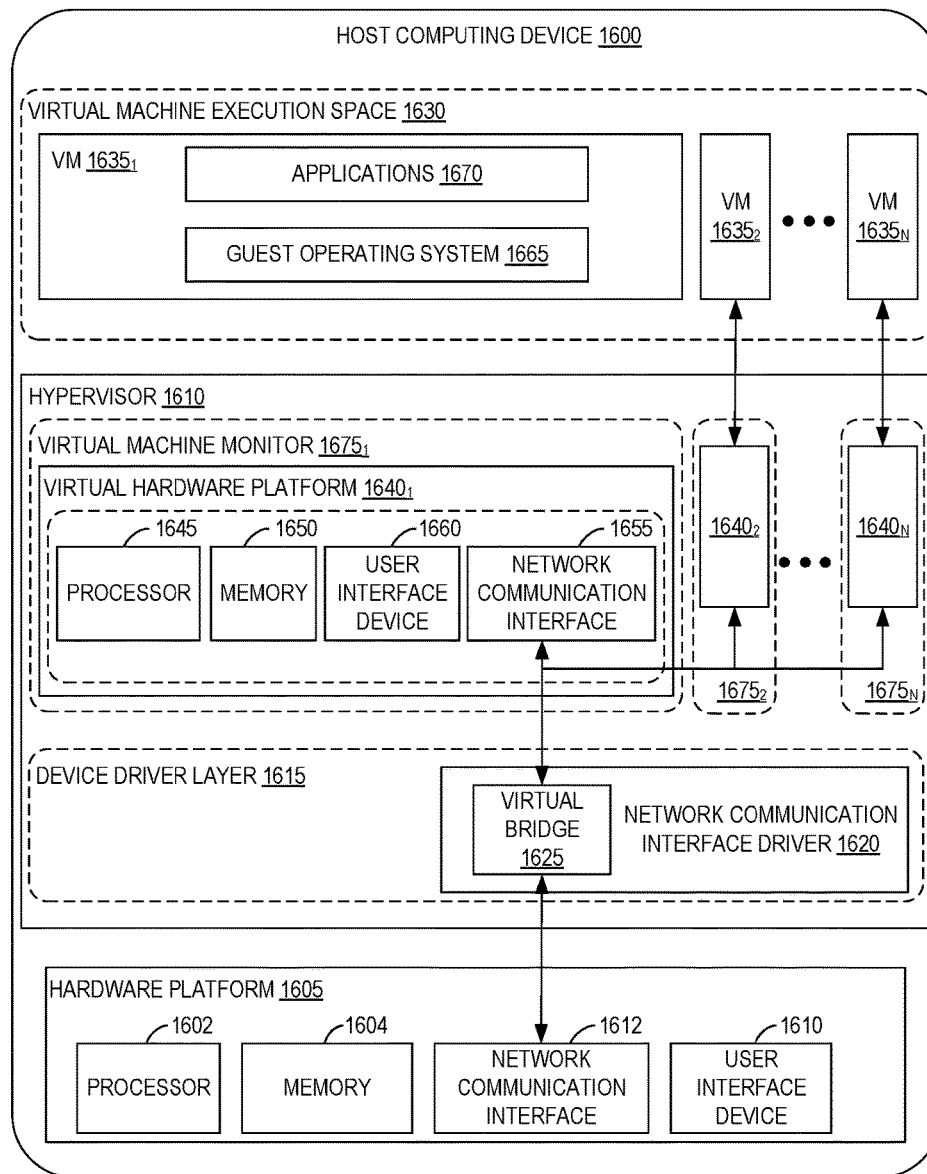 HOST COMPUTING DEVICE 1600
VIRTUAL MACHINE EXECUTION SPACE 1630
VM 1635₁
APPLICATIONS 1670
GUEST OPERATING SYSTEM 1665
VM
1635₂
VM
1635ₙ
HYPERVISOR 1610
VIRTUAL MACHINE MONITOR 1675₁
VIRTUAL HARDWARE PLATFORM 1640₁
1645
1650
1660
1655
PROCESSOR
MEMORY
USER
INTERFACE
DEVICE
NETWORK
COMMUNICATION
INTERFACE
1640₂
1640ₙ
1675₂
1675ₙ
DEVICE DRIVER LAYER 1615
VIRTUAL
BRIDGE
1625
NETWORK COMMUNICATION
INTERFACE DRIVER 1620
HARDWARE PLATFORM 1605
1602
1604
1612
1610
PROCESSOR
MEMORY
NETWORK
COMMUNICATION
INTERFACE
USER
INTERFACE
DEVICE